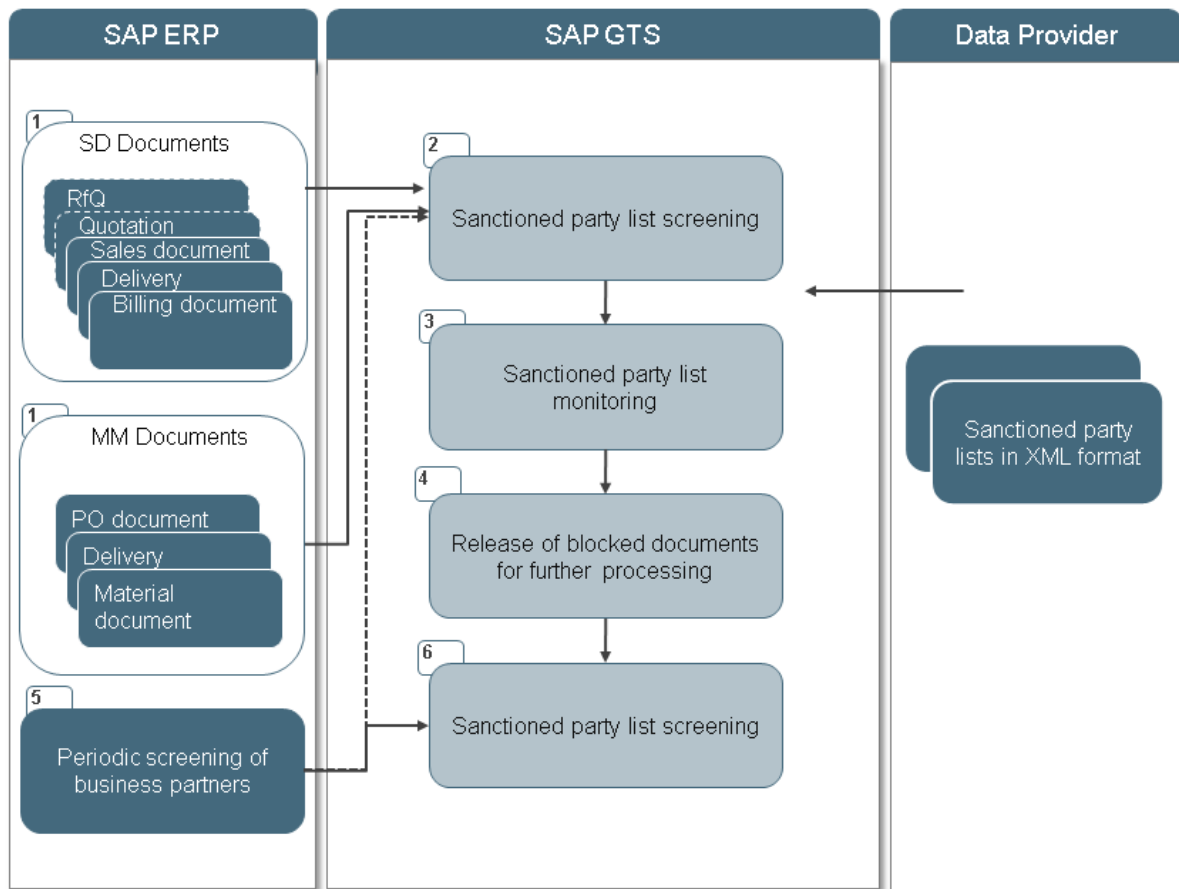 SAP ERP
1
SD Documents
RfQ
Quotation
Sales document
Delivery
Billing document
1
MM Documents
PO document
Delivery
Material
document
5
Periodic screening of
business partners
SAP GTS
2
Sanctioned party list screening
3
Sanctioned party list
monitoring
4
Release of blocked documents
for further processing
6
Sanctioned party list screening
Data Provider
Sanctioned party
lists in XML format